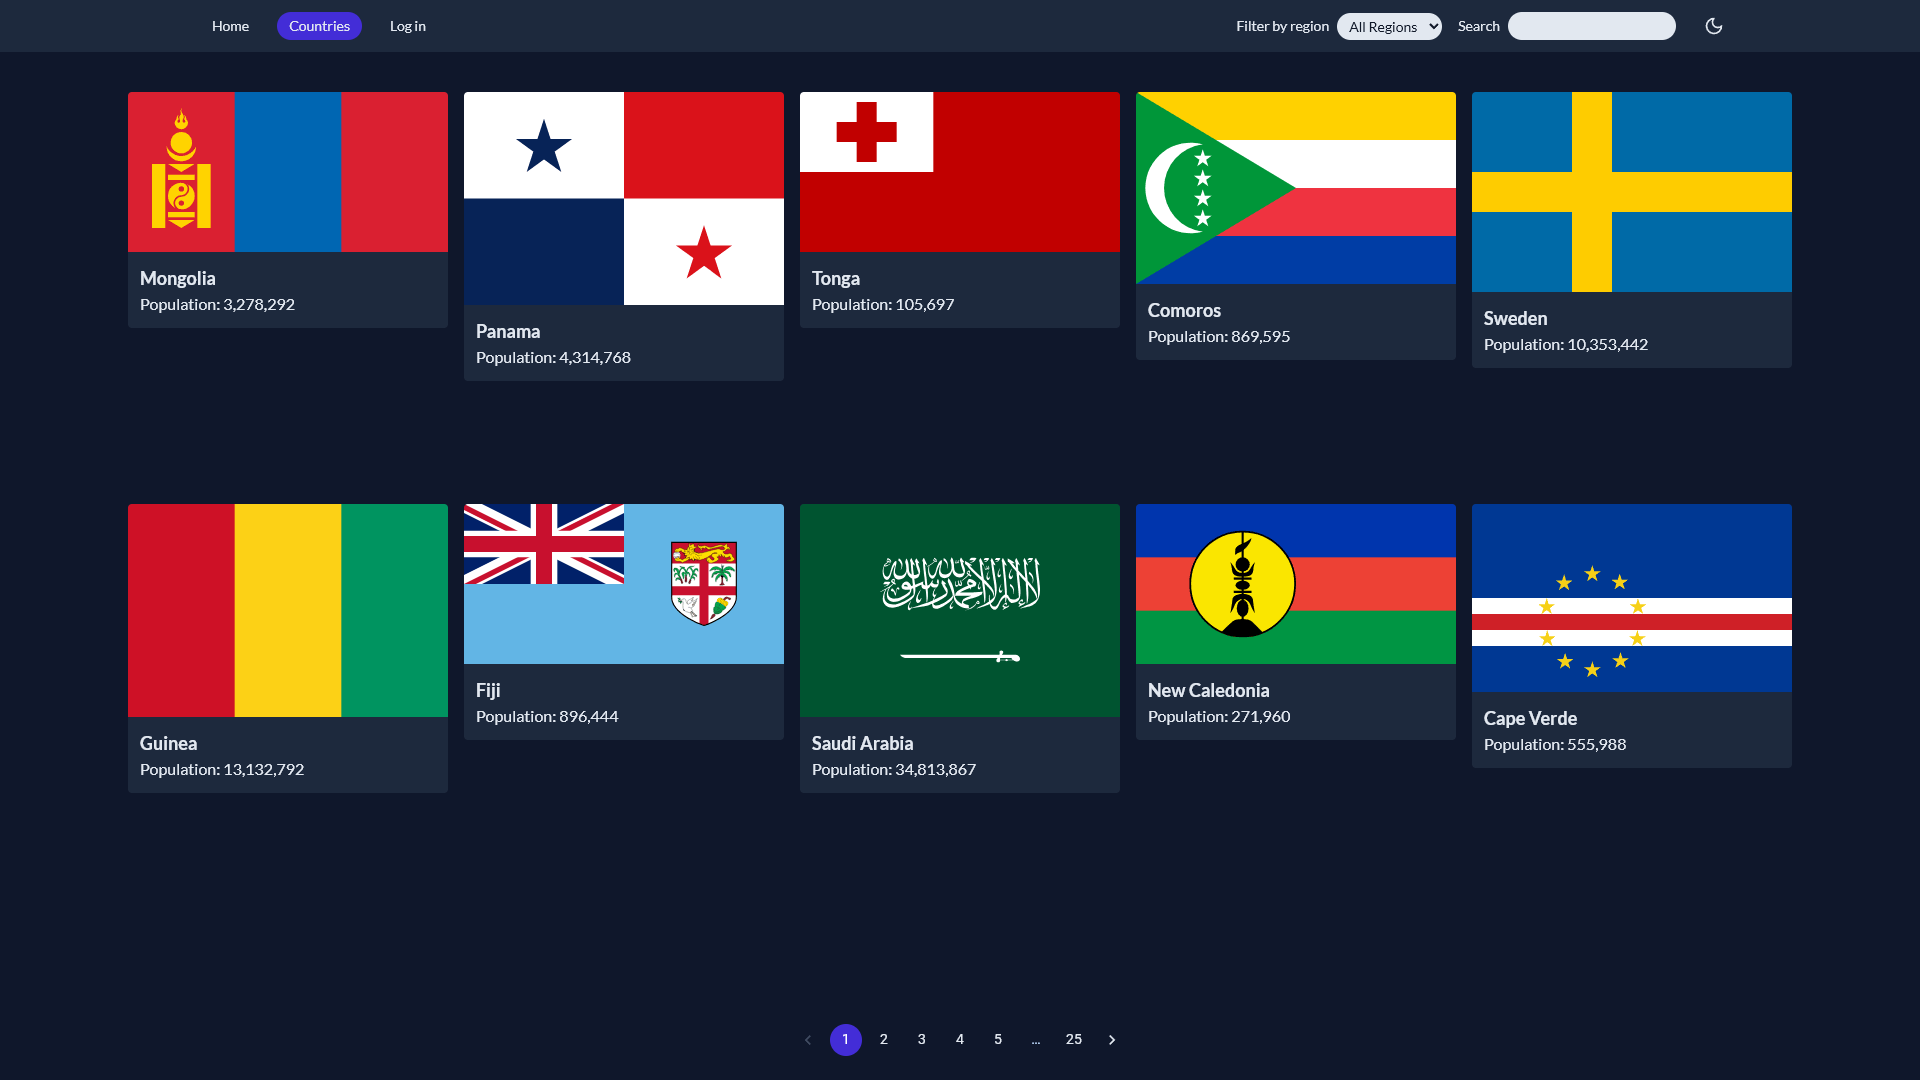 Home Countries Log in Filter by region All Regions Search
Mongolia
Population: 3,278,292
Panama
Population: 4,314,768
Tonga
Population: 105,697
Comoros
Population: 869,595
Sweden
Population: 10,353,442
Guinea
Population: 13,132,792
Fiji
Population: 896,444
لا إله إلا الله محمد رسول الله
Saudi Arabia
Population: 34,813,867
New Caledonia
Population: 271,960
Cape Verde
Population: 555,988
1 2 3 4 5 … 25